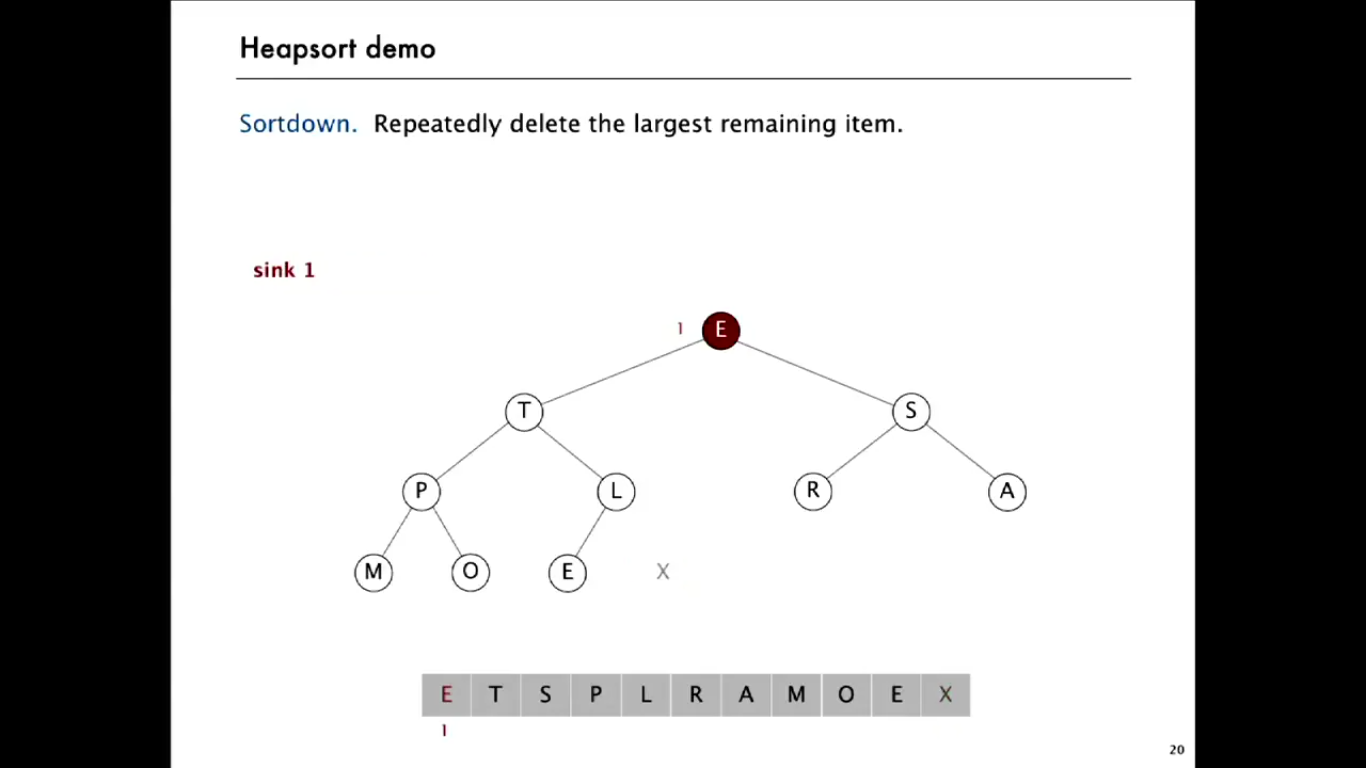 Heapsort demo
Sortdown. Repeatedly delete the largest remaining item.
sink 1
1 E
T S
P L R A
M O E X
E T S P L R A M O E X
1
20